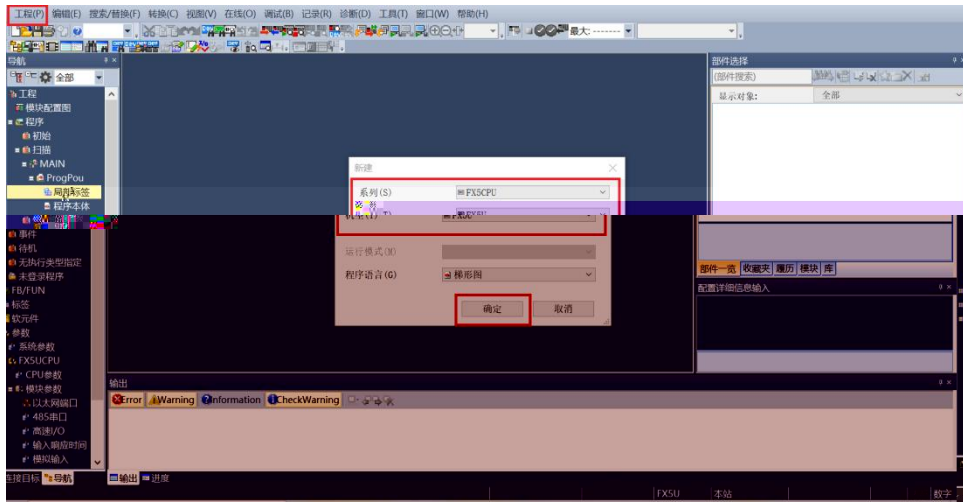 工程(P) 编辑(E) 搜索/替换(F) 转换(C) 视图(V) 在线(O) 调试(B) 记录(R) 诊断(D) 工具(T) 窗口(W) 帮助(H)
最大: -------
导航
全部
工程
模块配置图
程序
初始
扫描
MAIN
ProgPou
局部标签
程序本体
事件
待机
无执行类型指定
未登录程序
FB/FUN
标签
软元件
参数
系统参数
FX5UCPU
CPU参数
模块参数
以太网端口
485串口
高速I/O
输入响应时间
模拟输入
连接目标 导航
新建
系列(S) FX5CPU
FX5U
运行模式(M)
程序语言(G) 梯形图
确定 取消
部件选择
(部件搜索)
显示对象: 全部
部件一览 收藏夹 履历 模块 库
配置详细信息输入
输出
Error Warning Information CheckWarning
输出 进度
FX5U 本站 数字